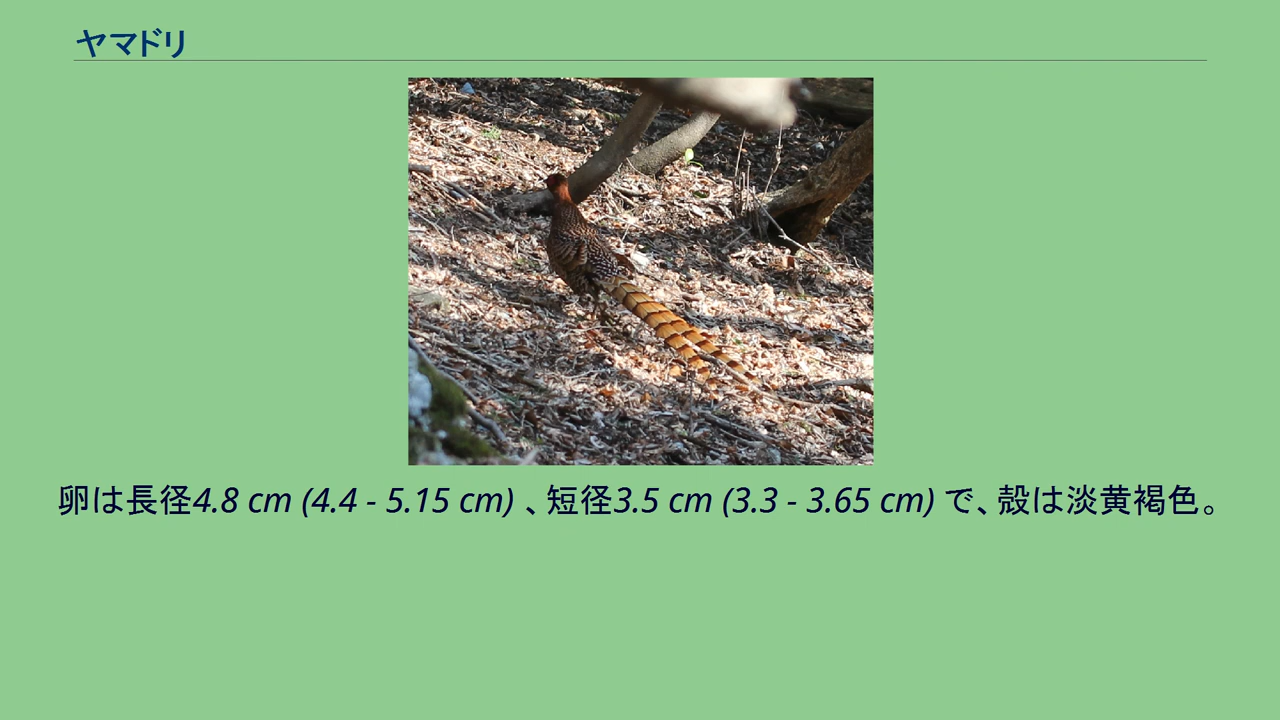 ヤマドリ
卵は長径4.8 cm (4.4 - 5.15 cm) 、短径3.5 cm (3.3 - 3.65 cm) で、殻は淡黄褐色。